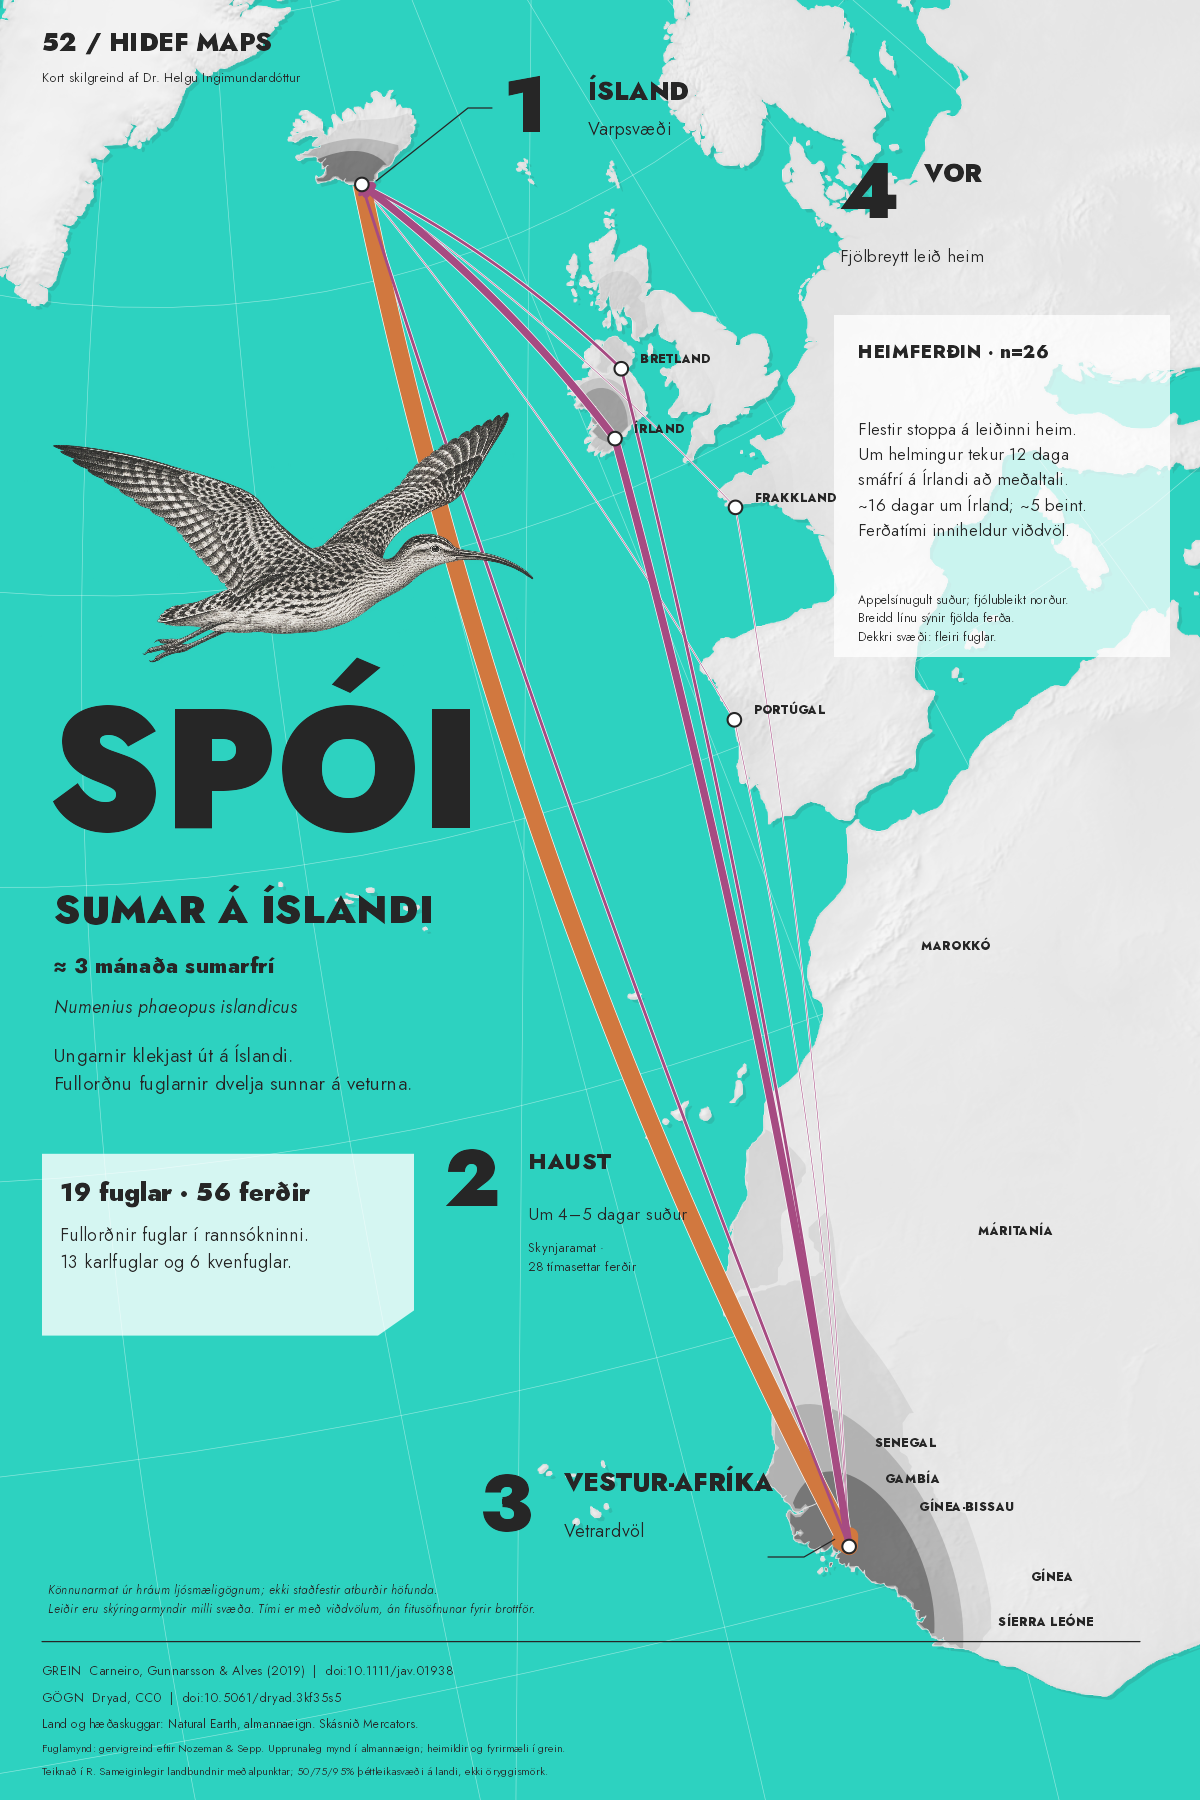 52 / HIDEF MAPS
Kort skilgreind af Dr. Helgu Ingimundardóttur
1
ÍSLAND
Varpsvæði
4
VOR
Fjölbreytt leið heim
HEIMFERÐIN · n=26
Flestir stoppa á leiðinni heim.
Um helmingur tekur 12 daga
smáfrí á Írlandi að meðaltali.
~16 dagar um Írland; ~5 beint.
Ferðatími inniheldur viðdvöl.
Appelsínugult suður; fjólubleikt norður.
Breidd línu sýnir fjölda ferða.
Dekkri svæði: fleiri fuglar.
BRETLAND
ÍRLAND
FRAKKLAND
PORTÚGAL
SPÓI
SUMAR Á ÍSLANDI
≈ 3 mánaða sumarfrí
Numenius phaeopus islandicus
Ungarnir klekjast út á Íslandi.
Fullorðnu fuglarnir dvelja sunnar á veturna.
MAROKKÓ
19 fuglar · 56 ferðir
Fullorðnir fuglar í rannsókninni.
13 karlfuglar og 6 kvenfuglar.
2
HAUST
Um 4–5 dagar suður
Skynjaramat ·
28 tímasettar ferðir
MÁRITANÍA
3
VESTUR-AFRÍKA
Vetrardvöl
SENEGAL
GAMBÍA
GÍNEA-BISSAU
GÍNEA
SÍERRA LEÓNE
Könnunarmat úr hráum ljósmæligögnum; ekki staðfestir atburðir höfunda.
Leiðir eru skýringarmyndir milli svæða. Tími er með viðdvölum, án fitusöfnunar fyrir brottför.
GREIN Carneiro, Gunnarsson & Alves (2019) | doi:10.1111/jav.01938
GÖGN Dryad, CC0 | doi:10.5061/dryad.3kf35s5
Land og hæðaskuggar: Natural Earth, almannaeign. Skásnið Mercators.
Fuglamynd: gervigreind eftir Nozeman & Sepp. Upprunaleg mynd í almannaeign; heimildir og fyrirmæli í grein.
Teiknað í R. Sameiginlegir landbundnir meðalpunktar; 50/75/95% þéttleikasvæði á landi, ekki öryggismörk.